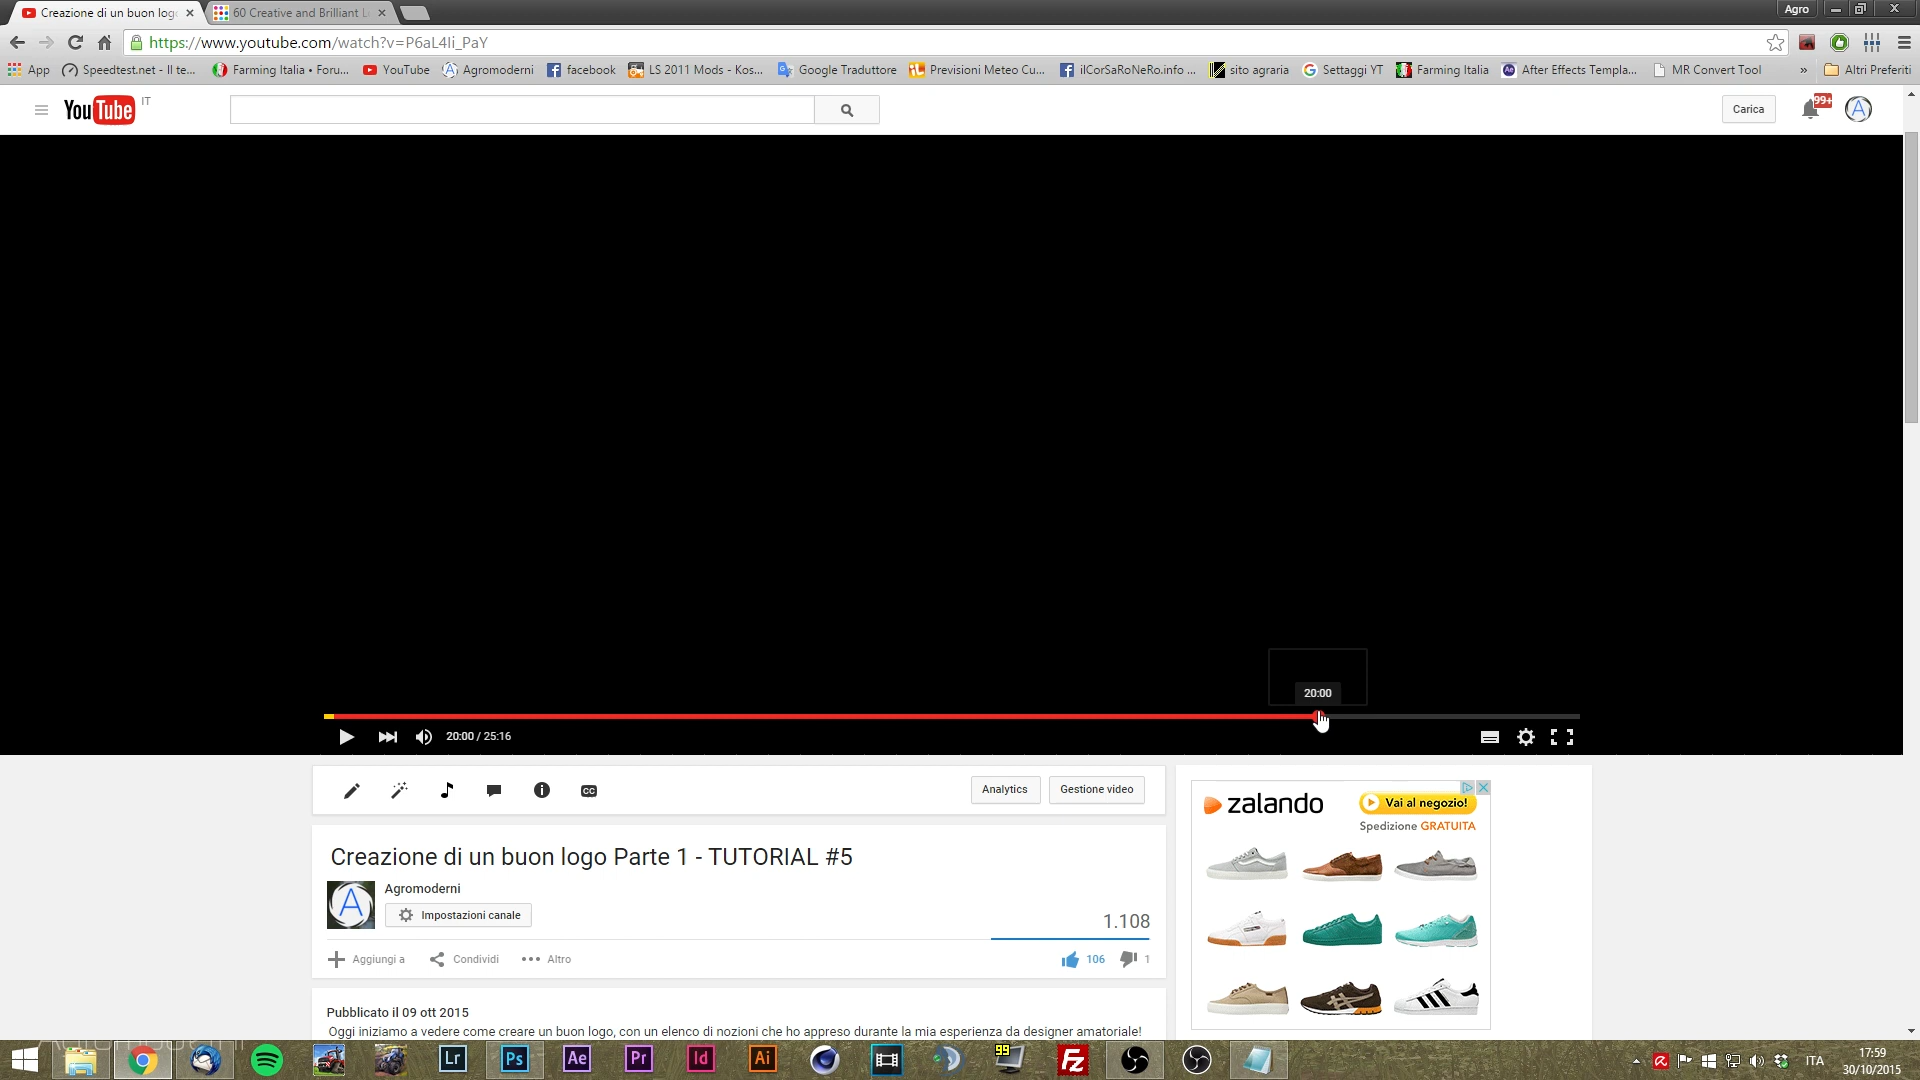 Creazione di un buon log
60 Creative and Brilliant L
Agro
https://www.youtube.com/watch?v=P6aL4Ii_PaY
App
Speedtest.net - Il te...
Farming Italia • Foru...
YouTube
Agromoderni
facebook
LS 2011 Mods - Kos...
Google Traduttore
Previsioni Meteo Cu...
ilCorSaRoNeRo.info ...
sito agraria
Settaggi YT
Farming Italia
After Effects Templa...
MR Convert Tool
»
Altri Preferiti
YouTube IT
Carica
99+
20:00
20:00 / 25:16
CC
Analytics
Gestione video
Creazione di un buon logo Parte 1 - TUTORIAL #5
Agromoderni
Impostazioni canale
1.108
Aggiungi a
Condividi
Altro
106
1
Pubblicato il 09 ott 2015
Oggi iniziamo a vedere come creare un buon logo, con un elenco di nozioni che ho appreso durante la mia esperienza da designer amatoriale!
zalando
Vai al negozio!
Spedizione GRATUITA
Lr
Ps
Ae
Pr
Id
Ai
99
Fz
ITA
17:59
30/10/2015